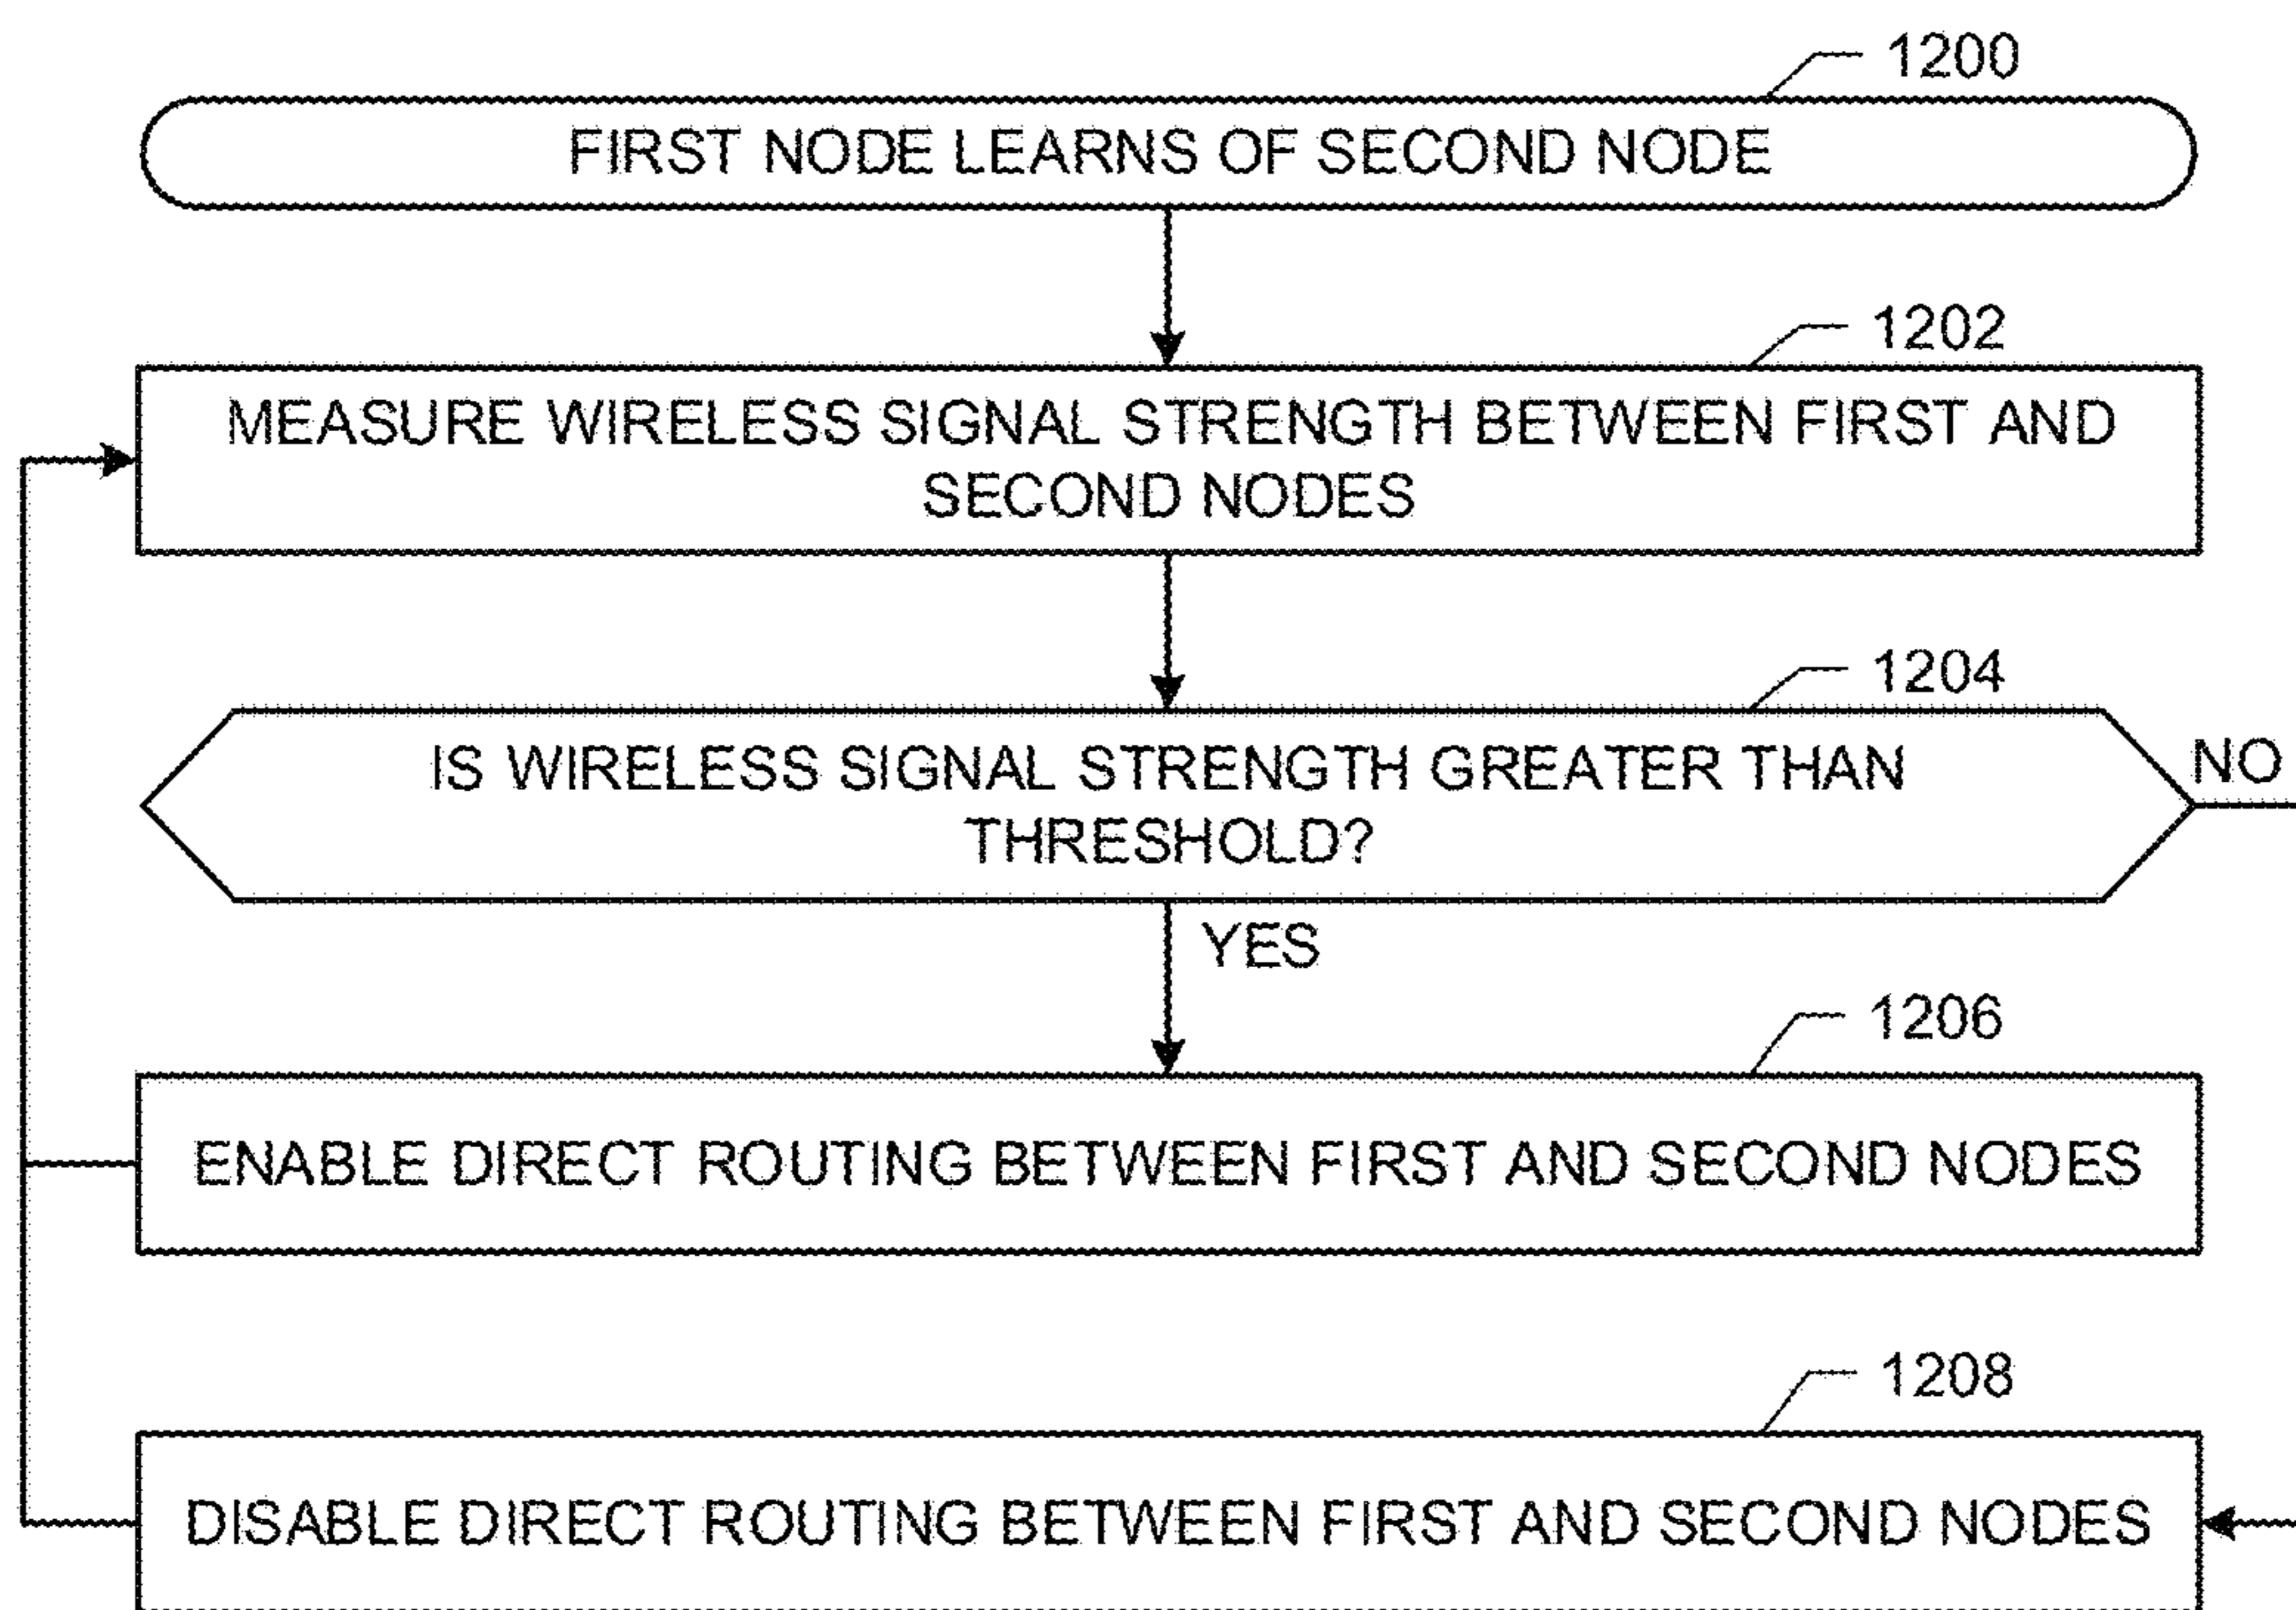 1200
FIRST NODE LEARNS OF SECOND NODE
1202
MEASURE WIRELESS SIGNAL STRENGTH BETWEEN FIRST AND
SECOND NODES
1204
IS WIRELESS SIGNAL STRENGTH GREATER THAN
THRESHOLD?
NO
YES
1206
ENABLE DIRECT ROUTING BETWEEN FIRST AND SECOND NODES
1208
DISABLE DIRECT ROUTING BETWEEN FIRST AND SECOND NODES